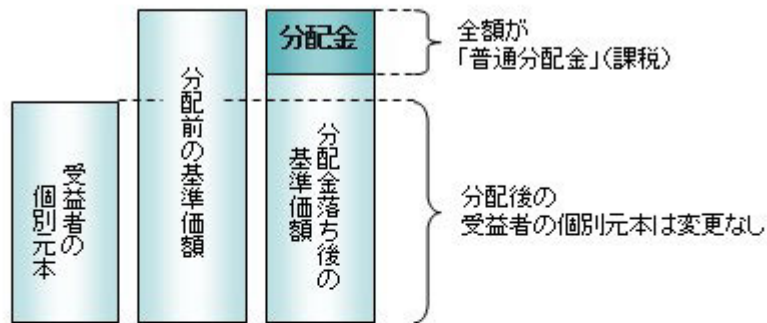 受益者の
個別元本
分配前の基準価額
分配金
分配金落ち後の
基準価額
全額が
「普通分配金」(課税)
分配後の
受益者の個別元本は変更なし